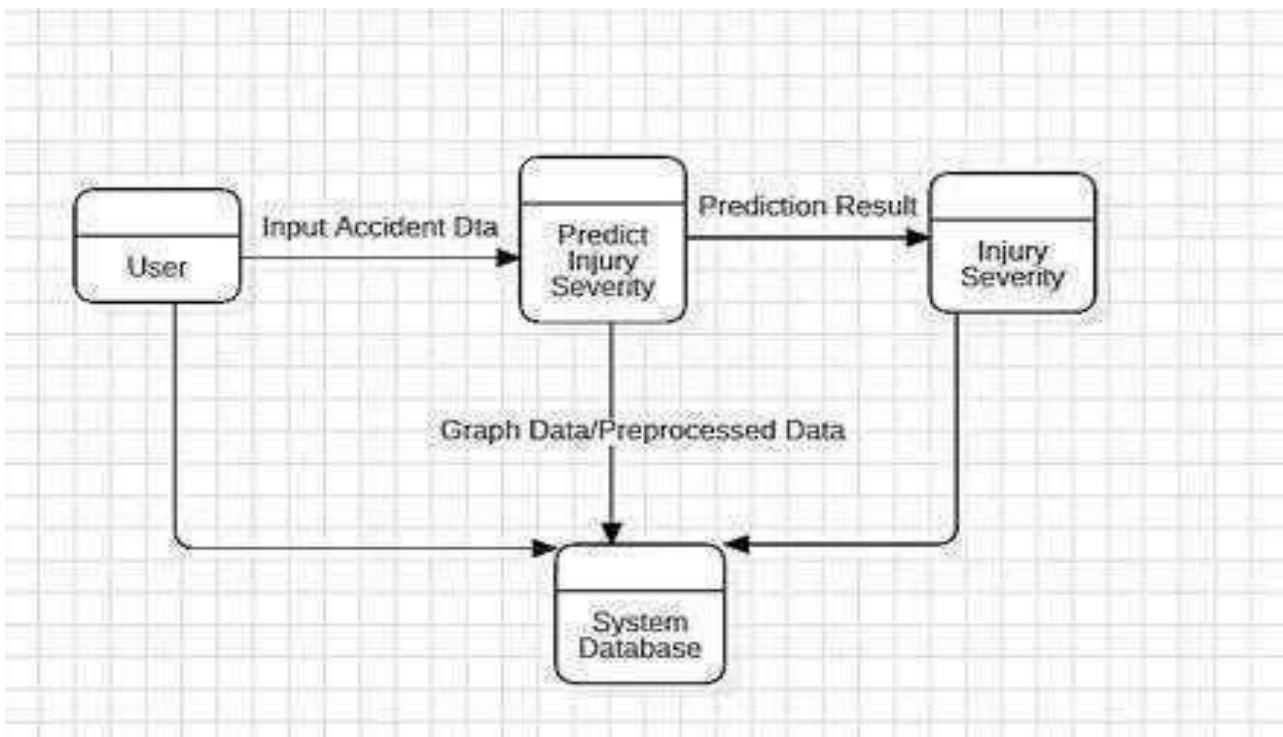 User
Input Accident Dta
Predict
Injury
Severity
Prediction Result
Injury
Severity
Graph Data/Preprocessed Data
System
Database